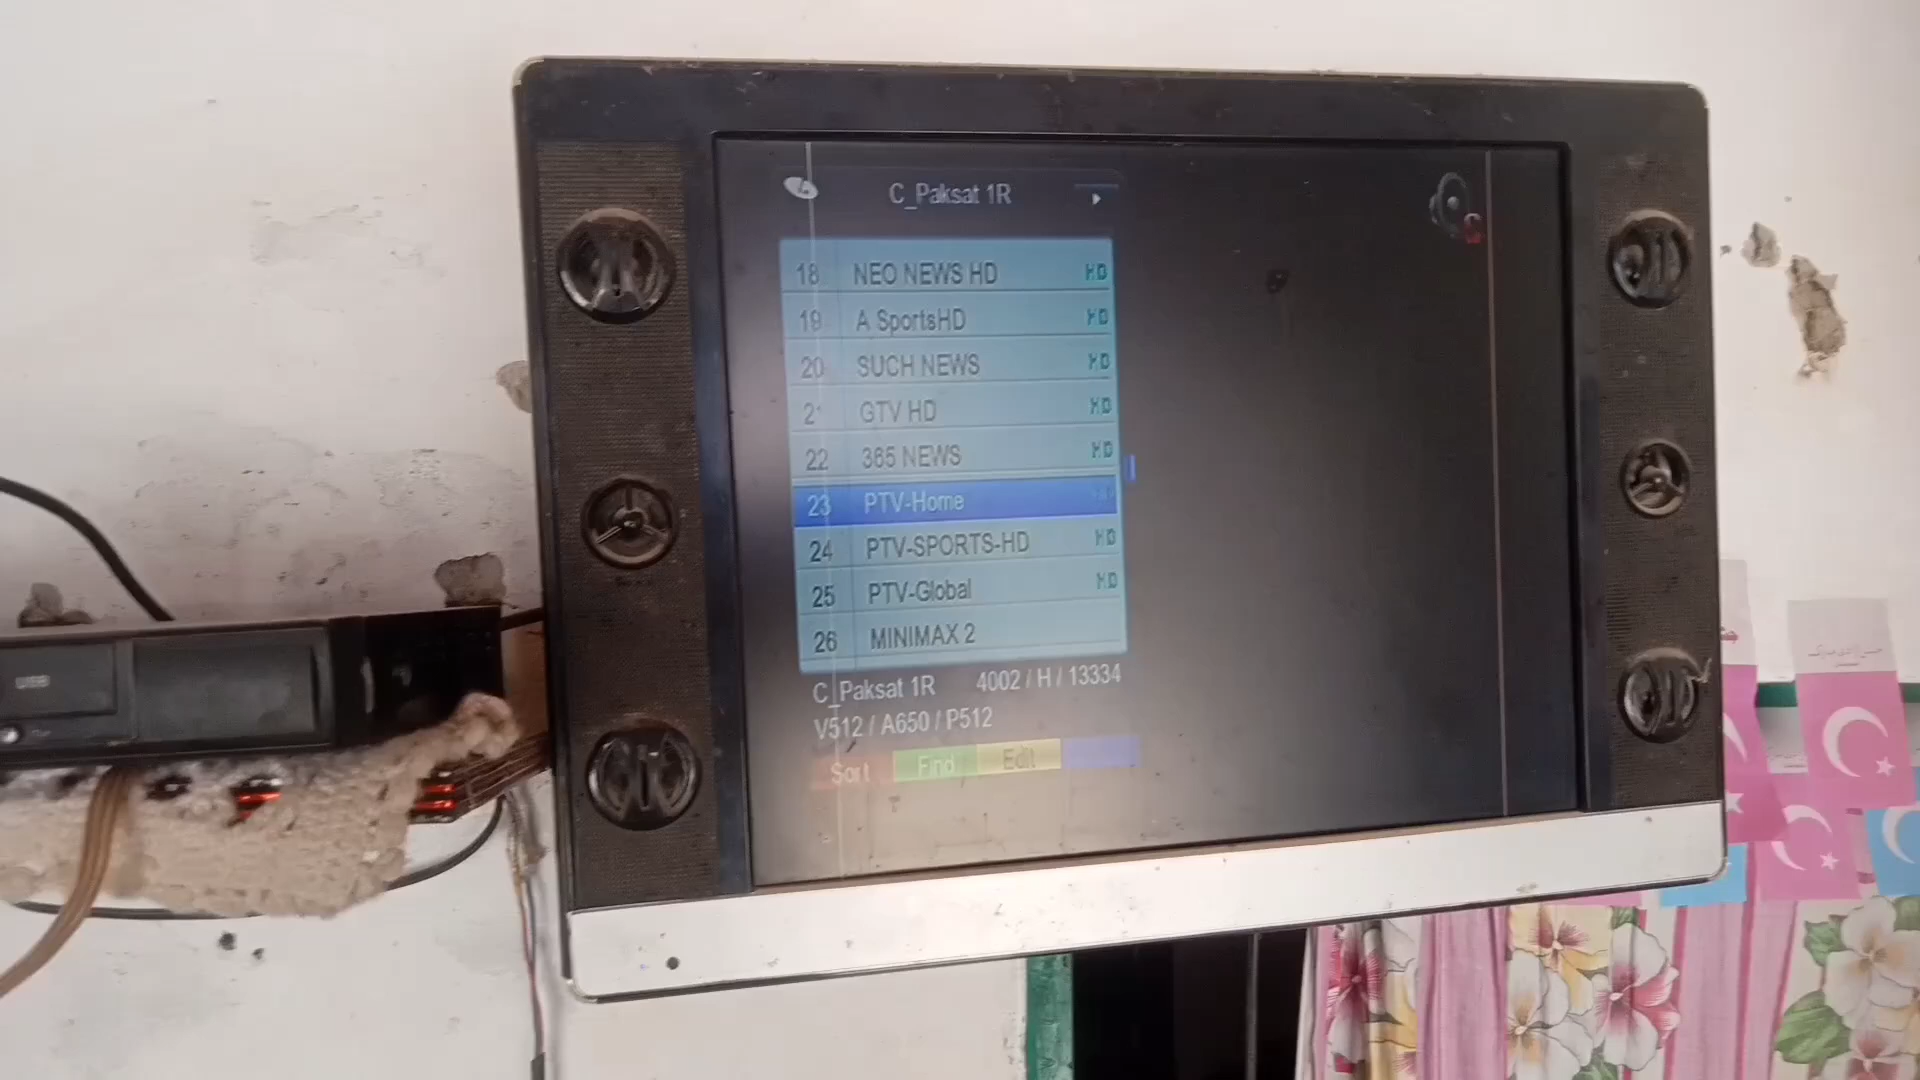 C_Paksat 1R
18 NEO NEWS HD HD
19 A SportsHD HD
20 SUCH NEWS HD
21 GTV HD HD
22 365 NEWS HD
23 PTV-Home HD
24 PTV-SPORTS-HD HD
25 PTV-Global HD
26 MINIMAX 2
C_Paksat 1R 4002 / H / 13334
V512 / A650 / P512
Sort Find Edit
USB